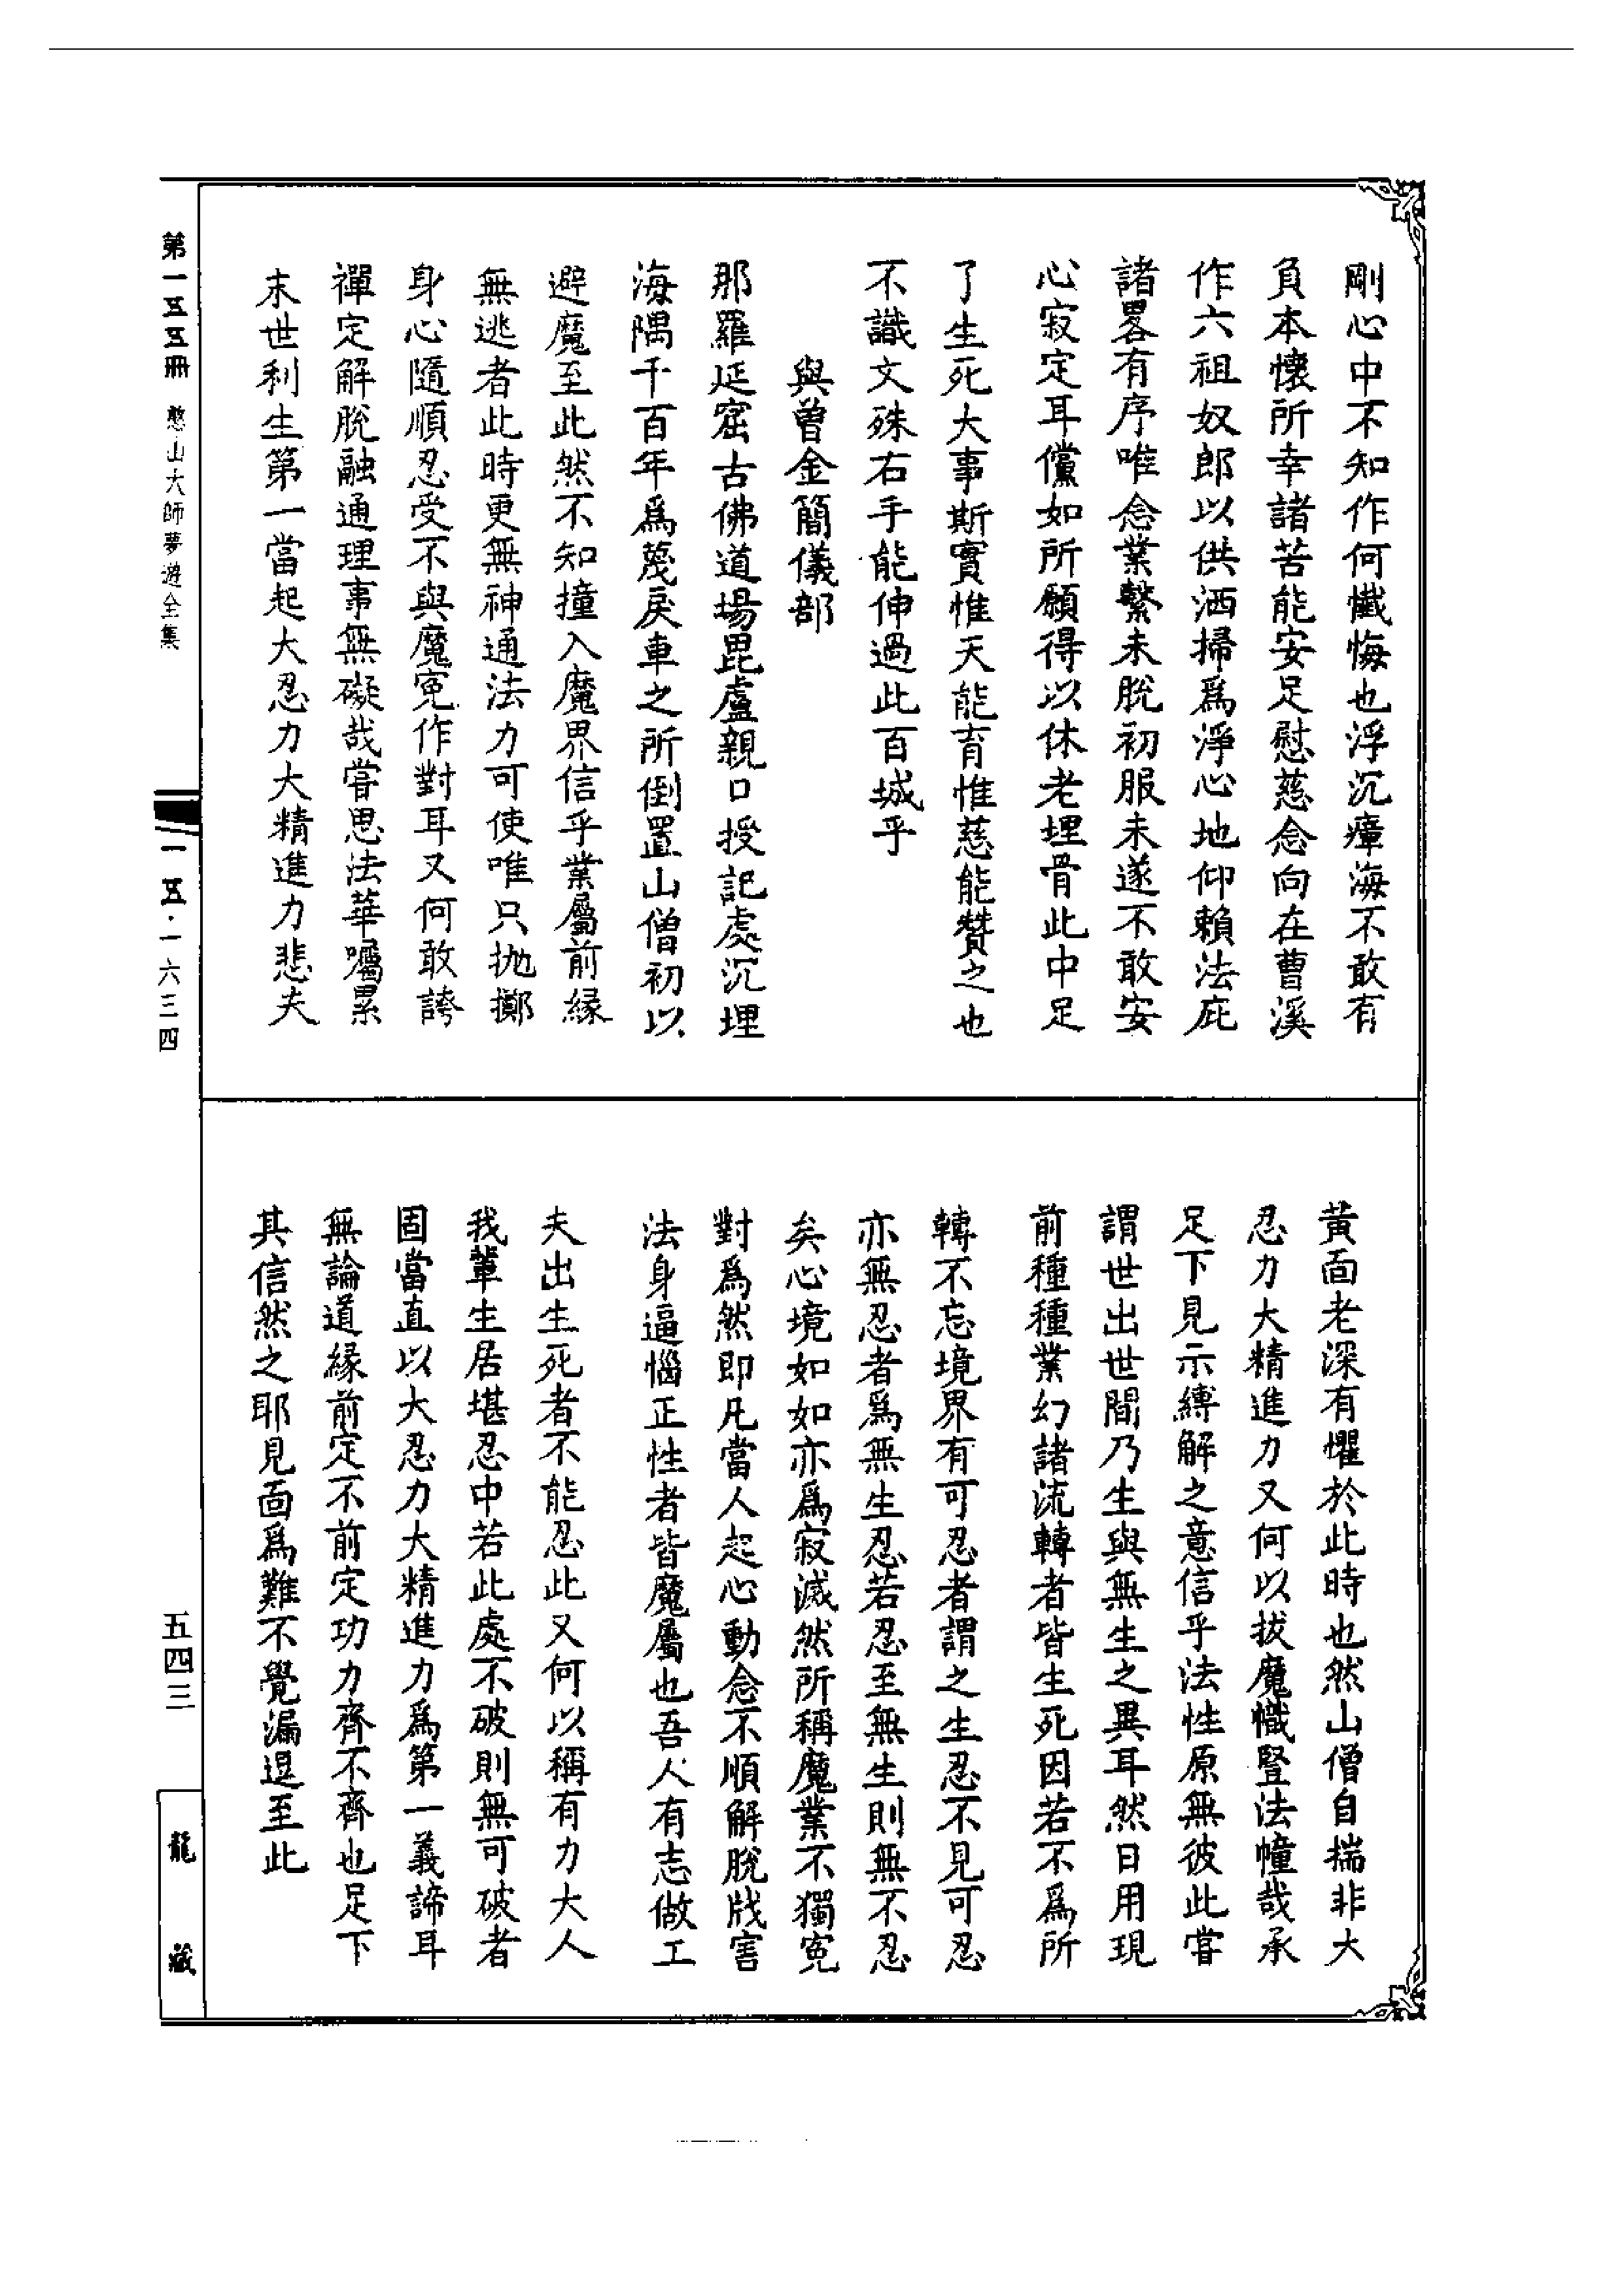 剛心中不知作何懺悔也浮沉瘴海不敢有
負本懷所幸諸苦能安足慰慈念向在曹溪
作六祖奴郎以供洒掃爲淨心地仰賴法庇
諸畧有序唯念業繫未脫初服未遂不敢安
心寂定耳儻如所願得以休老埋骨此中足
了生死大事斯實惟天能育惟慈能贊之也
不識文殊右手能伸過此百城乎
與曾金簡儀部
那羅延窟古佛道場毘盧親口授記處沉埋
海隅千百年爲蔑戾車之所倒置山僧初以
避魔至此然不知撞入魔界信乎業屬前緣
無逃者此時更無神通法力可使唯只拋擲
身心隨順忍受不與魔冤作對耳又何敢誇
禪定解脫融通理事無礙哉嘗思法華囑累
末世利生第一當起大忍力大精進力悲夫
黃面老深有懼於此時也然山僧自揣非大
忍力大精進力又何以拔魔幟豎法幢哉承
足下見示縛解之意信乎法性原無彼此嘗
謂世出世間乃生與無生之異耳然日用現
前種種業幻諸流轉者皆生死因若不爲所
轉不忘境界有可忍者謂之生忍不見可忍
亦無忍者爲無生忍若忍至無生則無不忍
矣心境如如亦爲寂滅然所稱魔業不獨冤
對爲然即凡當人起心動念不順解脫戕害
法身逼惱正性者皆魔屬也吾人有志做工
夫出生死者不能忍此又何以稱有力大人
我輩生居堪忍中若此處不破則無可破者
固當直以大忍力大精進力爲第一義諦耳
無論道緣前定不前定功力齊不齊也足下
其信然之耶見面爲難不覺漏逗至此
第一五五冊 憨山大師夢遊全集
一五·一六三四
五四三
龍藏